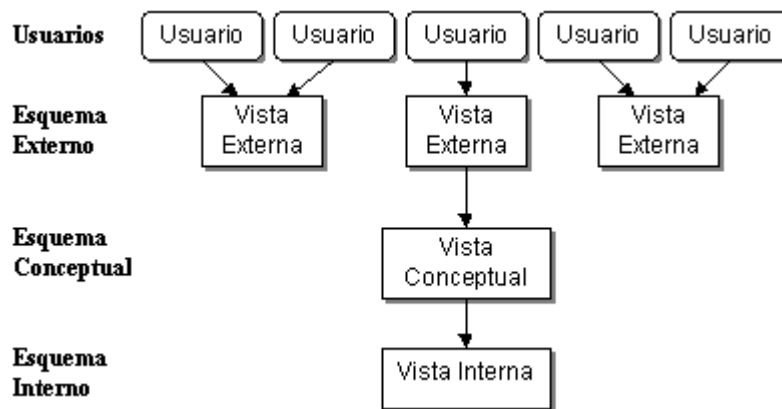 Usuarios
Usuario
Usuario
Usuario
Usuario
Usuario
Esquema
Externo
Vista
Externa
Vista
Externa
Vista
Externa
Esquema
Conceptual
Vista
Conceptual
Esquema
Interno
Vista Interna